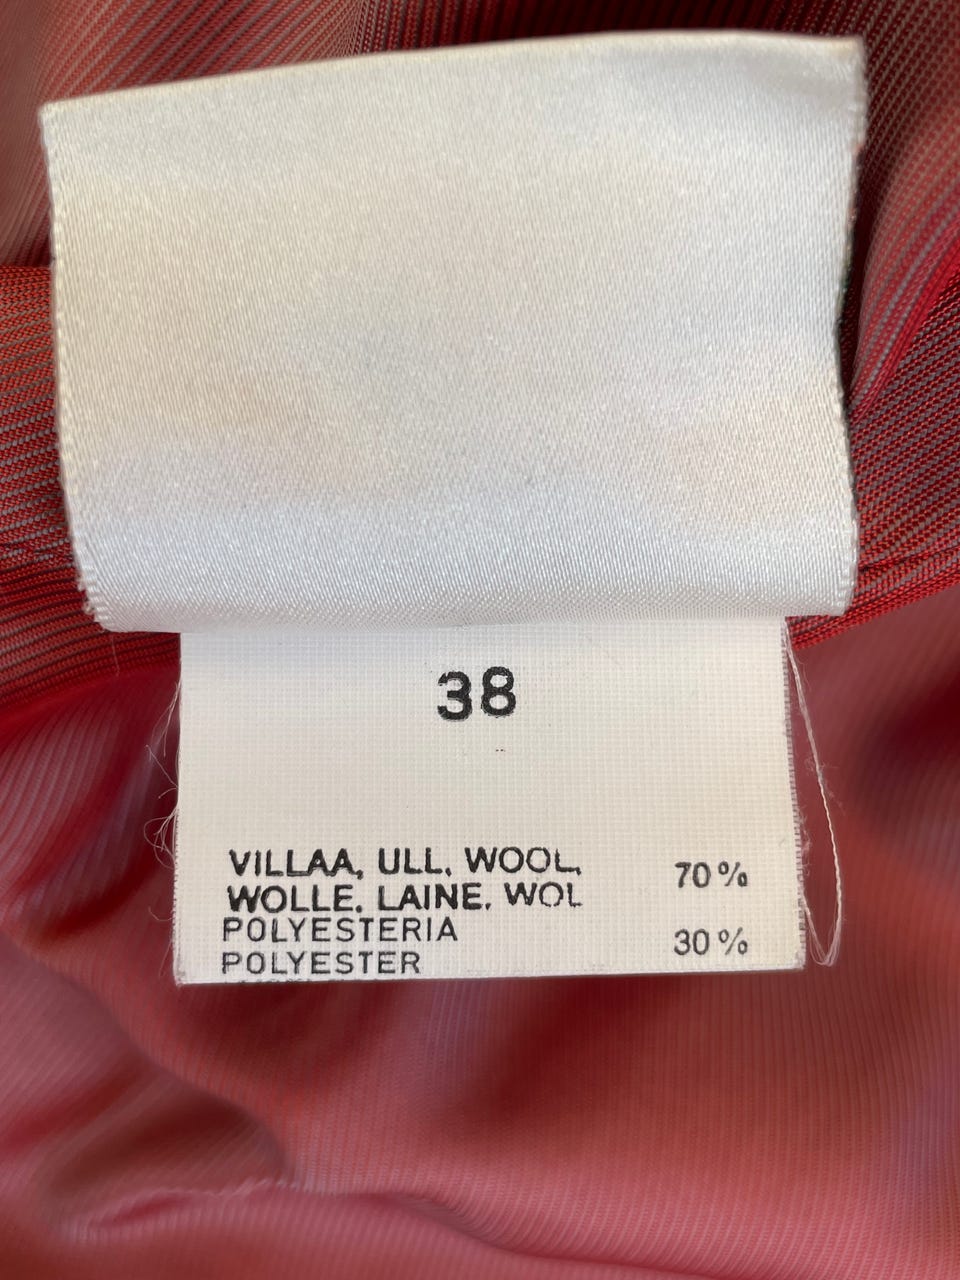 38
VILLAA, ULL, WOOL, 70%
WOLLE, LAINE, WOL
POLYESTERIA 30%
POLYESTER